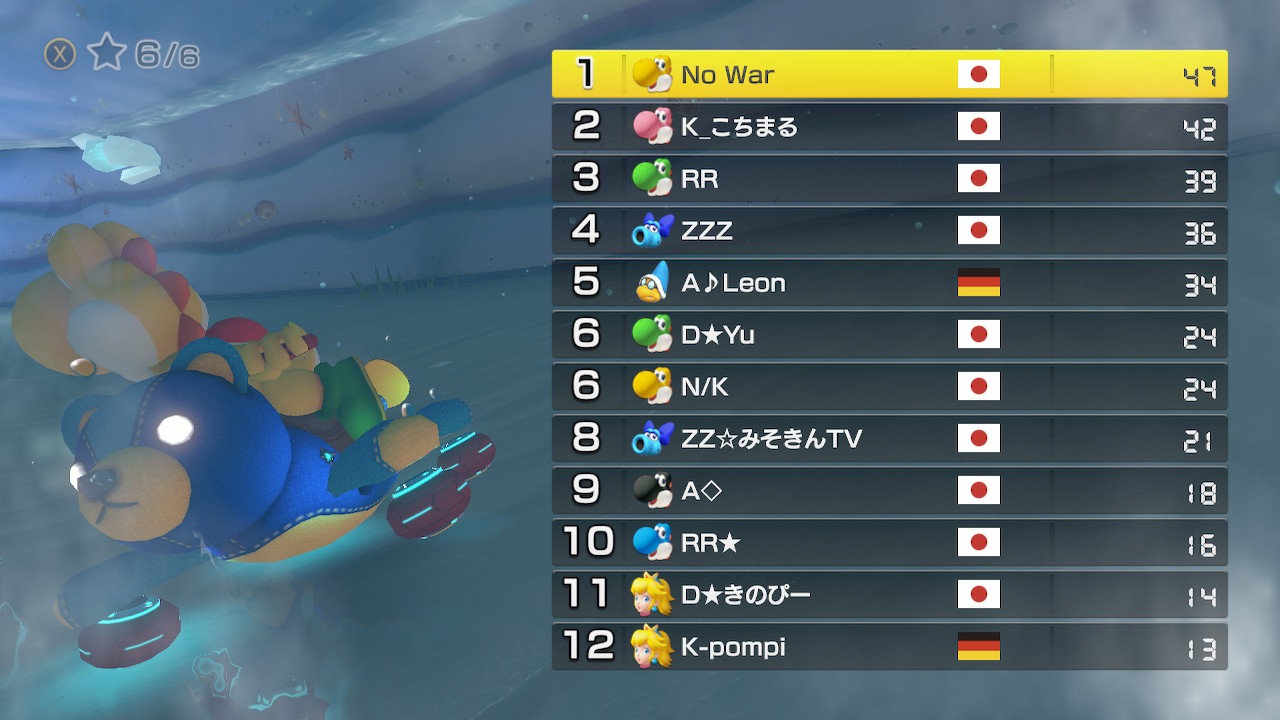 X ☆ 6/6
1 No War 47
2 K_こちまる 42
3 RR 39
4 ZZZ 36
5 A♪Leon 34
6 D★Yu 24
6 N/K 24
8 ZZ☆みそきんTV 21
9 A◇ 18
10 RR★ 16
11 D★きのぴー 14
12 K-pompi 13